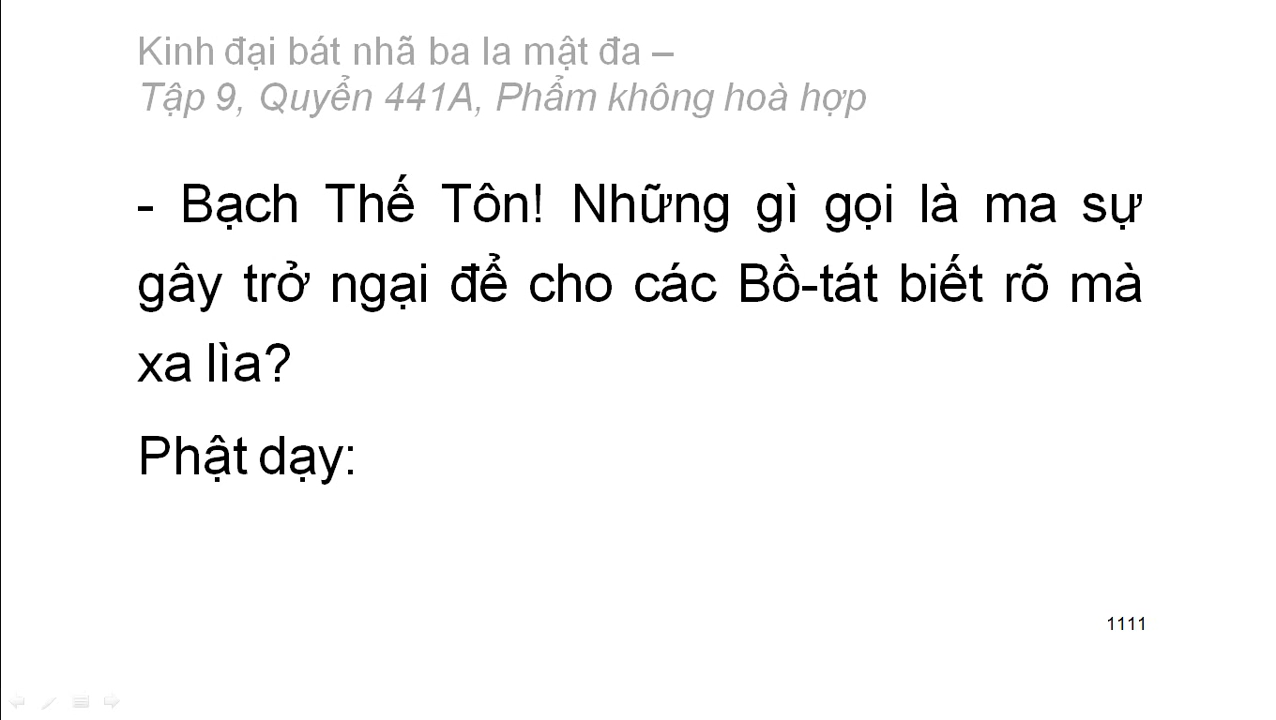 Kinh đại bát nhã ba la mật đa –
Tập 9, Quyển 441A, Phẩm không hoà hợp
- Bạch Thế Tôn! Những gì gọi là ma sự
gây trở ngại để cho các Bồ-tát biết rõ mà
xa lìa?
Phật dạy:
1111